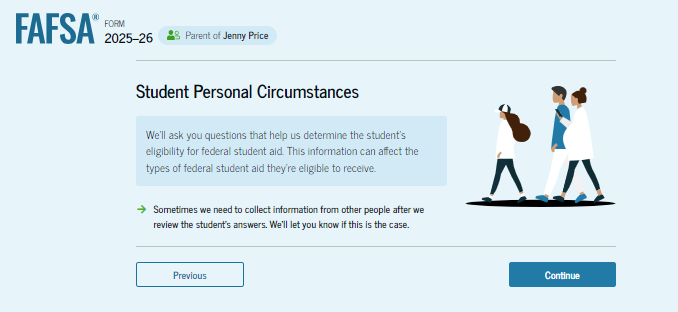 FAFSA® FORM
2025–26
Parent of Jenny Price
Student Personal Circumstances
We'll ask you questions that help us determine the student's
eligibility for federal student aid. This information can affect the
types of federal student aid they're eligible to receive.
Sometimes we need to collect information from other people after we
review the student's answers. We'll let you know if this is the case.
Previous
Continue